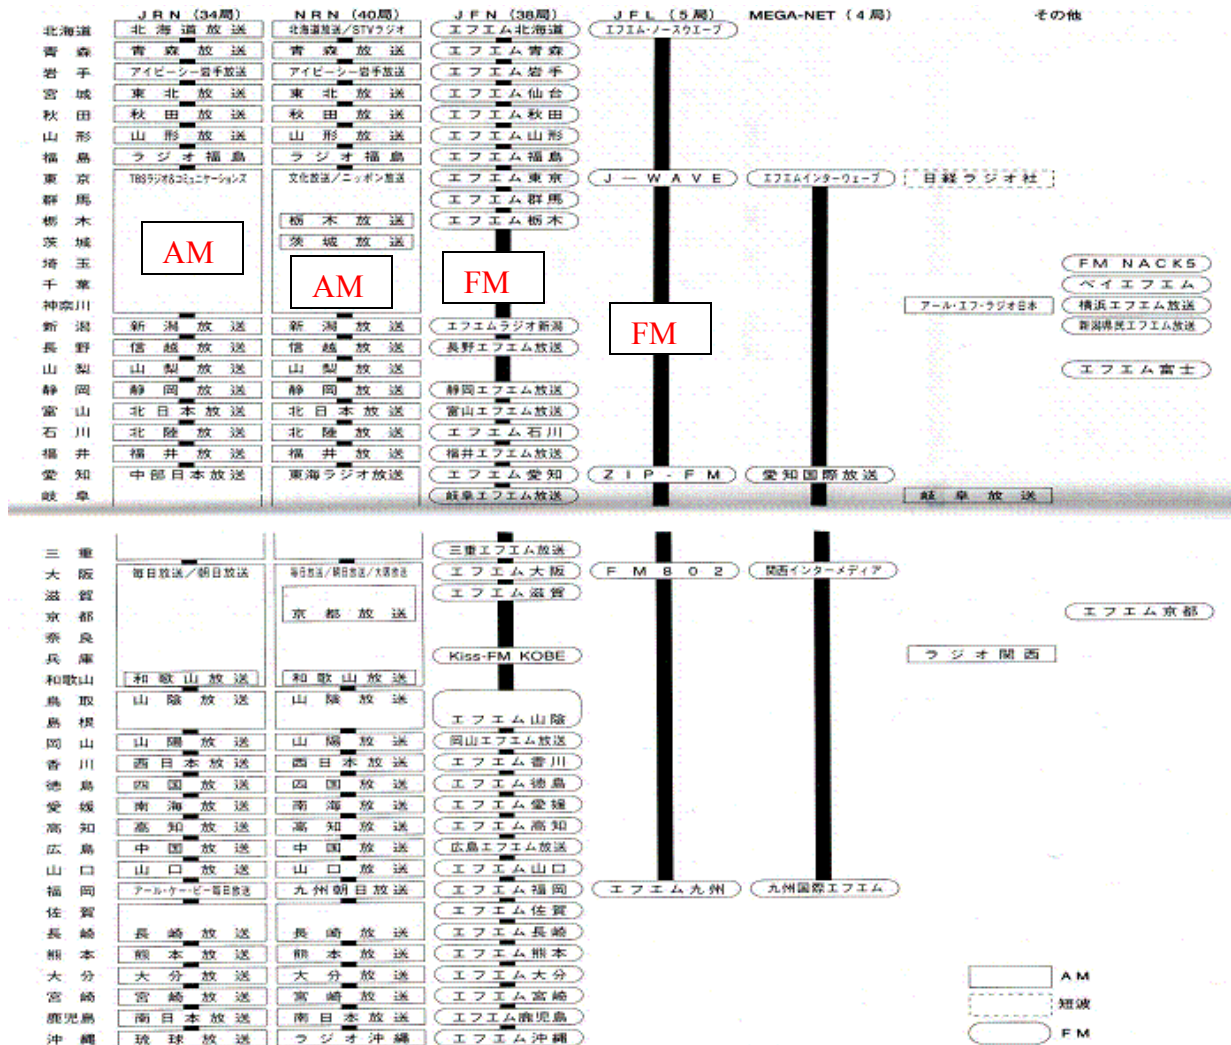 JRN（34局） NRN（40局） JFN（38局） JFL（5局） MEGA-NET（4局） その他
北海道 北海道放送 北海道放送／STVラジオ エフエム北海道 エフエム・ノースウエーブ
青森 青森放送 青森放送 エフエム青森
岩手 アイビーシー岩手放送 アイビーシー岩手放送 エフエム岩手
宮城 東北放送 東北放送 エフエム仙台
秋田 秋田放送 秋田放送 エフエム秋田
山形 山形放送 山形放送 エフエム山形
福島 ラジオ福島 ラジオ福島 エフエム福島
東京 TBSラジオ&コミュニケーションズ 文化放送／ニッポン放送 エフエム東京 J－WAVE エフエムインターウェーブ 日経ラジオ社
群馬 エフエム群馬
栃木 栃木放送 エフエム栃木
茨城 茨城放送
AM AM FM FM
埼玉 FM NACK5
千葉 ベイエフエム
神奈川 アール・エフ・ラジオ日本 横浜エフエム放送
新潟 新潟放送 新潟放送 エフエムラジオ新潟 新潟県民エフエム放送
長野 信越放送 信越放送 長野エフエム放送
山梨 山梨放送 山梨放送 エフエム富士
静岡 静岡放送 静岡放送 静岡エフエム放送
富山 北日本放送 北日本放送 富山エフエム放送
石川 北陸放送 北陸放送 エフエム石川
福井 福井放送 福井放送 福井エフエム放送
愛知 中部日本放送 東海ラジオ放送 エフエム愛知 ZIP-FM 愛知国際放送
岐阜 岐阜エフエム放送 岐阜放送
三重 三重エフエム放送
大阪 毎日放送／朝日放送 毎日放送／朝日放送／大阪放送 エフエム大阪 FM802 関西インターメディア
滋賀 エフエム滋賀
京都 京都放送 エフエム京都
奈良
兵庫 Kiss-FM KOBE ラジオ関西
和歌山 和歌山放送 和歌山放送
鳥取 山陰放送 山陰放送
島根 エフエム山陰
岡山 山陽放送 山陽放送 岡山エフエム放送
香川 西日本放送 西日本放送 エフエム香川
徳島 四国放送 四国放送 エフエム徳島
愛媛 南海放送 南海放送 エフエム愛媛
高知 高知放送 高知放送 エフエム高知
広島 中国放送 中国放送 広島エフエム放送
山口 山口放送 山口放送 エフエム山口
福岡 アール・ケー・ビー毎日放送 九州朝日放送 エフエム福岡 エフエム九州 九州国際エフエム
佐賀 エフエム佐賀
長崎 長崎放送 長崎放送 エフエム長崎
熊本 熊本放送 熊本放送 エフエム熊本
大分 大分放送 大分放送 エフエム大分 AM
宮崎 宮崎放送 宮崎放送 エフエム宮崎 短波
鹿児島 南日本放送 南日本放送 エフエム鹿児島
沖縄 琉球放送 ラジオ沖縄 エフエム沖縄 FM